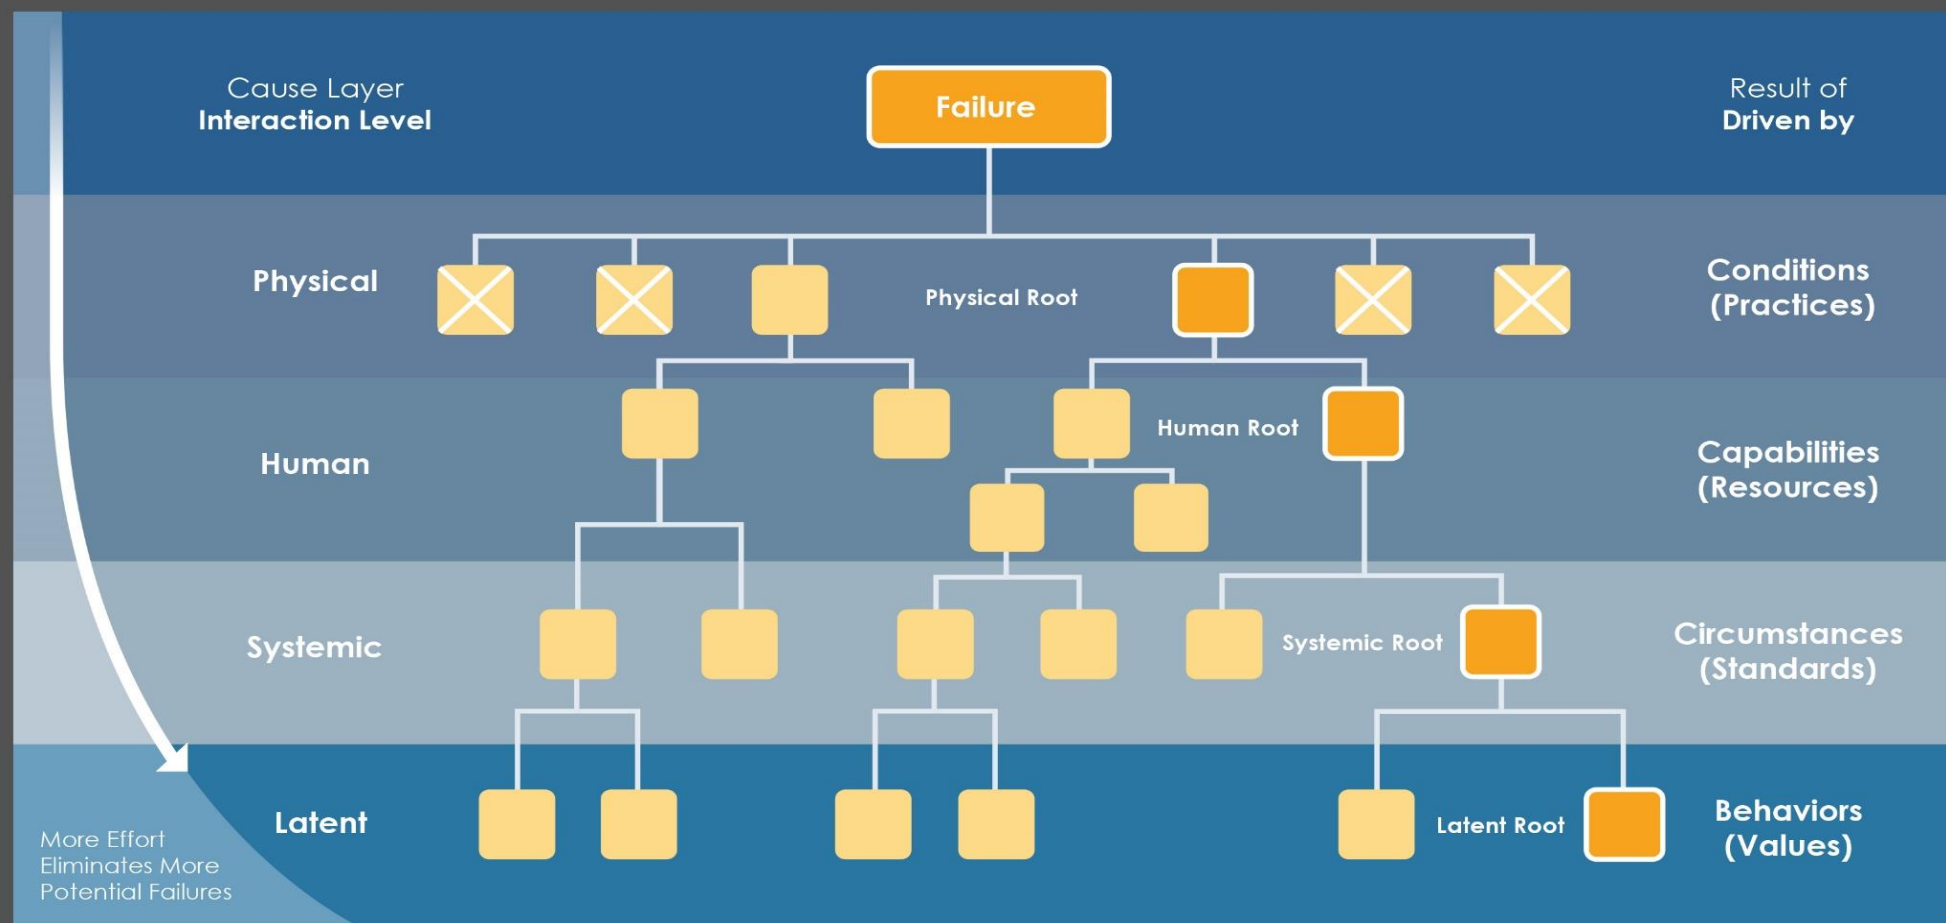 Cause Layer
Interaction Level
Failure
Result of
Driven by
Physical
Physical Root
Conditions
(Practices)
Human
Human Root
Capabilities
(Resources)
Systemic
Systemic Root
Circumstances
(Standards)
Latent
Latent Root
Behaviors
(Values)
More Effort
Eliminates More
Potential Failures